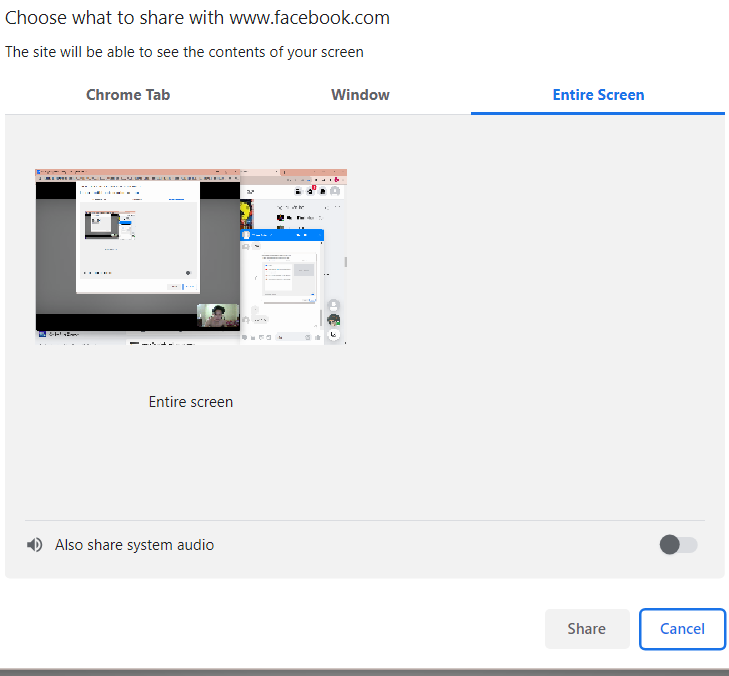 Choose what to share with www.facebook.com
The site will be able to see the contents of your screen
Chrome Tab
Window
Entire Screen
Entire screen
Also share system audio
Share
Cancel